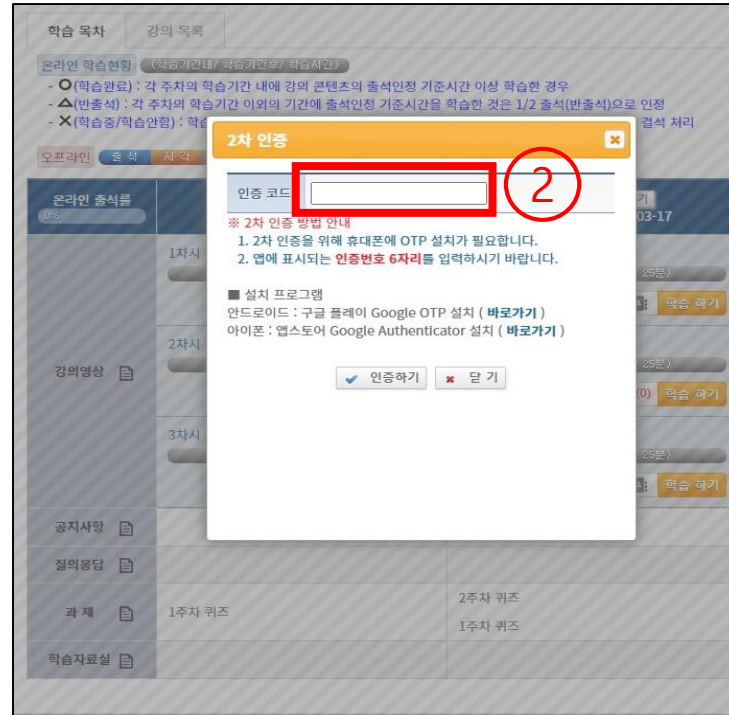 학습 목차 강의 목록
온라인 학습현황 (학습기간내/ 학습기간후/ 학습시간)
- O(학습완료) : 각 주차의 학습기간 내에 강의 콘텐츠의 출석인정 기준시간 이상 학습한 경우
- △(반출석) : 각 주차의 학습기간 이외의 기간에 출석인정 기준시간을 학습한 것은 1/2 출석(반출석)으로 인정
- ✕(학습중/학습안함) : 학습 결석 처리
오프라인 출 석 지 각
2차 인증
인증 코드
②
※ 2차 인증 방법 안내
1. 2차 인증을 위해 휴대폰에 OTP 설치가 필요합니다.
2. 앱에 표시되는 인증번호 6자리를 입력하시기 바랍니다.
■ 설치 프로그램
안드로이드 : 구글 플레이 Google OTP 설치 ( 바로가기 )
아이폰 : 앱스토어 Google Authenticator 설치 ( 바로가기 )
인증하기 닫 기
온라인 출석률 기
0% 03-17
1차시
25분)
학습 하기
2차시
강의영상 25분)
(0) 학습 하기
3차시
25분)
학습 하기
공지사항
질의응답
과 제 1주차 퀴즈 2주차 퀴즈
1주차 퀴즈
학습자료실